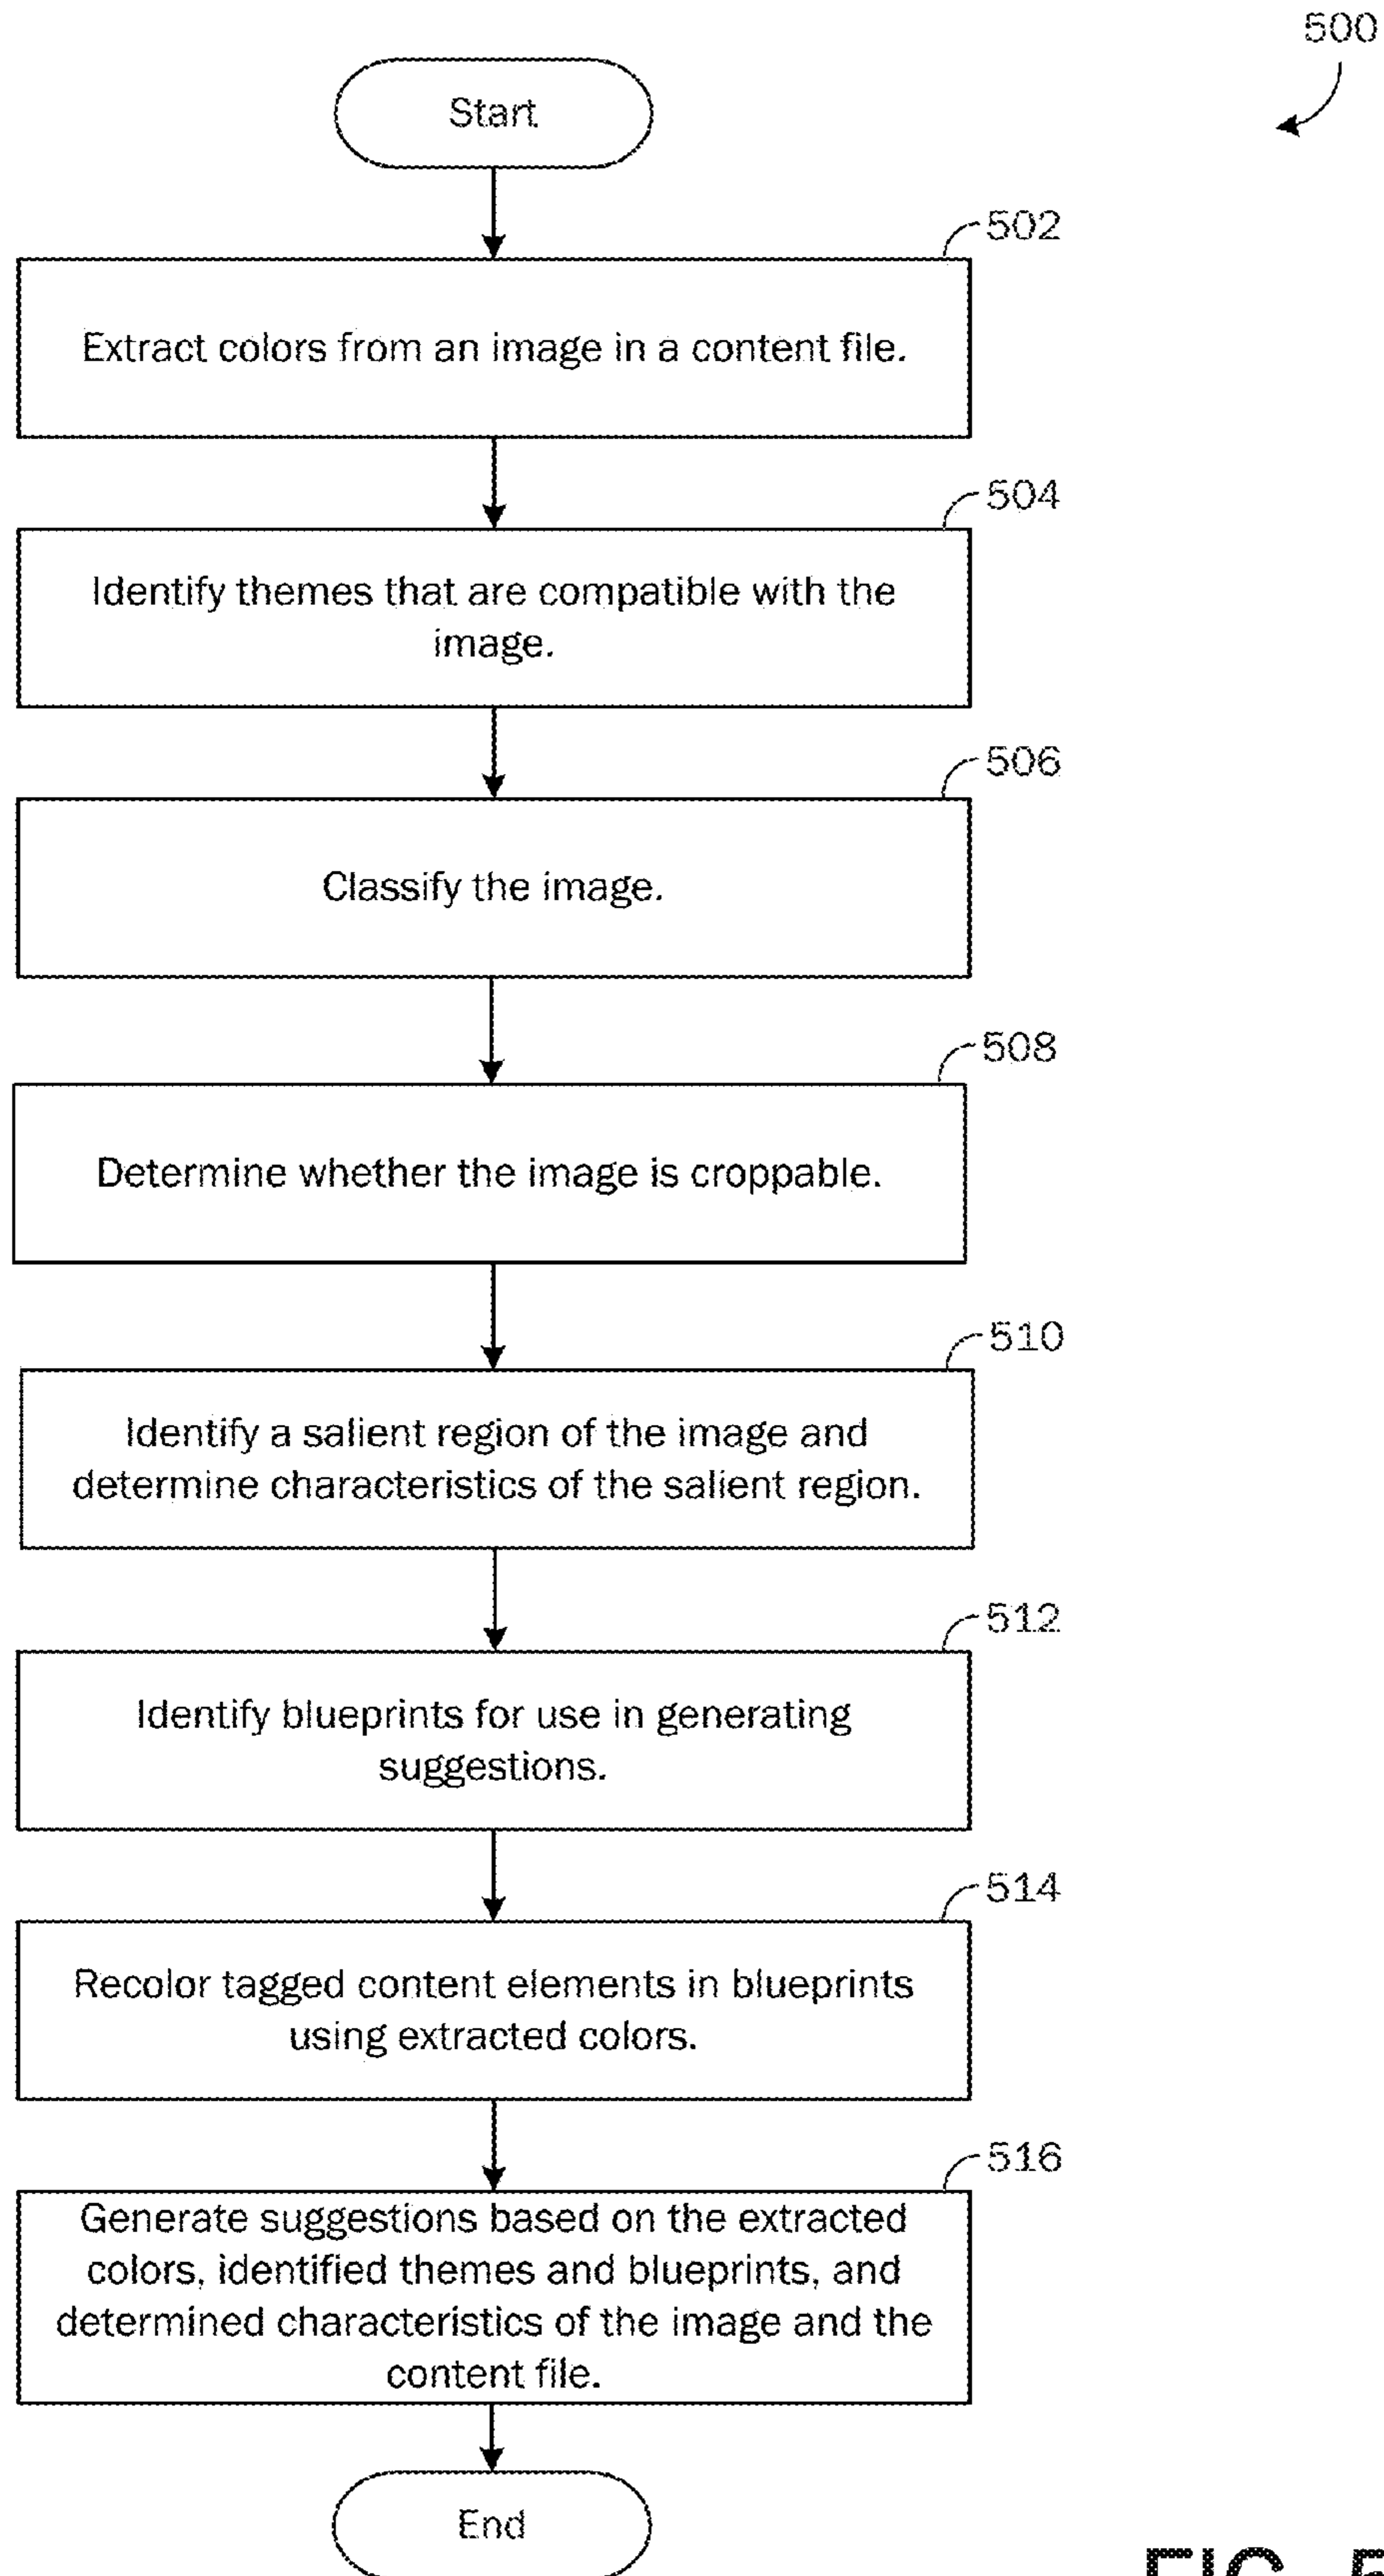 500
Start
502
Extract colors from an image in a content file.
504
Identify themes that are compatible with the
image.
506
Classify the image.
508
Determine whether the image is croppable.
510
Identify a salient region of the image and
determine characteristics of the salient region.
512
Identify blueprints for use in generating
suggestions.
514
Recolor tagged content elements in blueprints
using extracted colors.
516
Generate suggestions based on the extracted
colors, identified themes and blueprints, and
determined characteristics of the image and the
content file.
End
FIG. 5